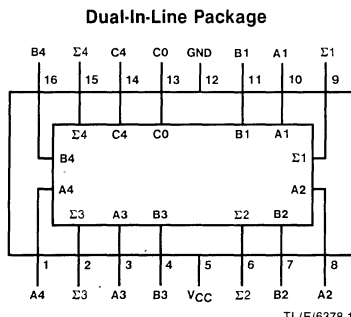 Dual-In-Line Package
B4 Σ4 C4 C0 GND B1 A1 Σ1
16 15 14 13 12 11 10 9
Σ4 C4 C0 B1 A1
B4 Σ1
A4 A2
Σ3 A3 B3 Σ2 B2
1 2 3 4 5 6 7 8
A4 Σ3 A3 B3 VCC Σ2 B2 A2
TL/F/6378-1